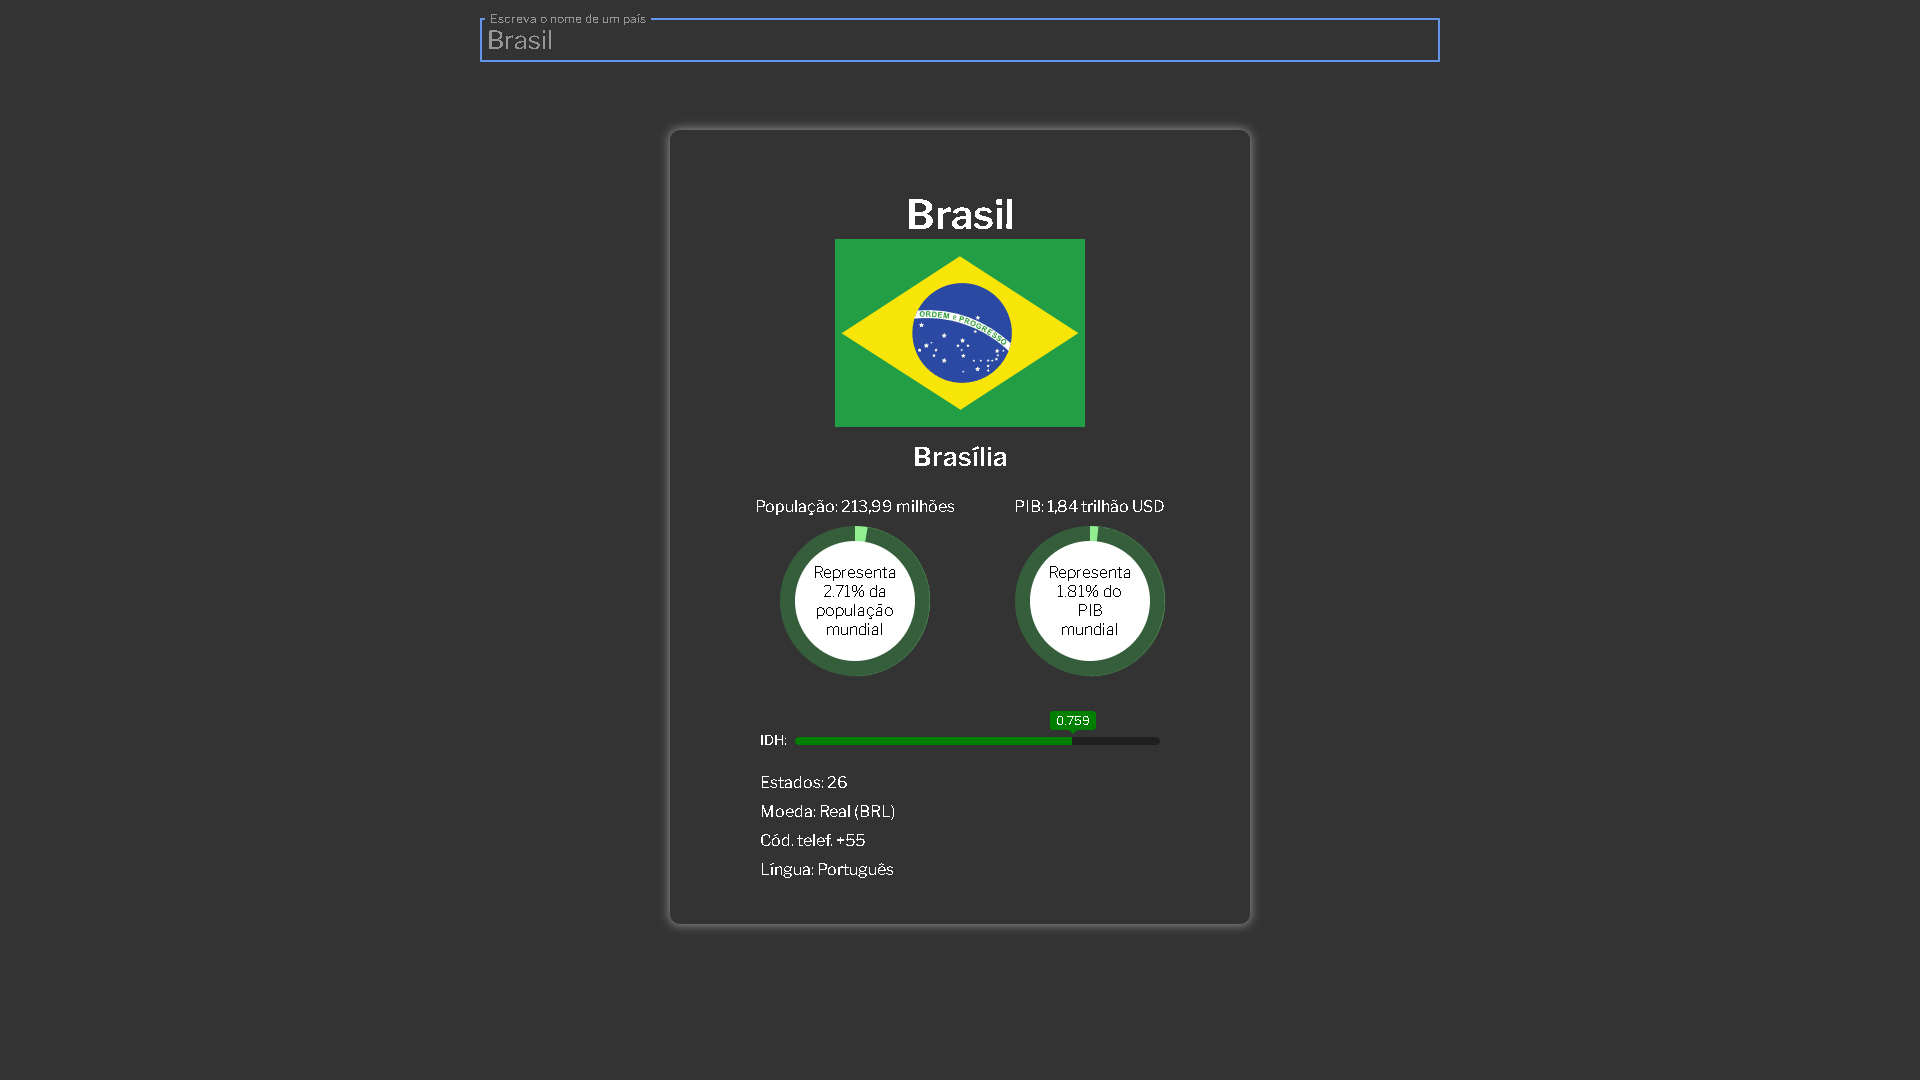 Escreva o nome de um país
Brasil
Brasil
ORDEM E PROGRESSO
Brasília
População: 213,99 milhões
PIB: 1,84 trilhão USD
Representa
2.71% da
população
mundial
Representa
1.81% do
PIB
mundial
0.759
IDH:
Estados: 26
Moeda: Real (BRL)
Cód. telef. +55
Língua: Português